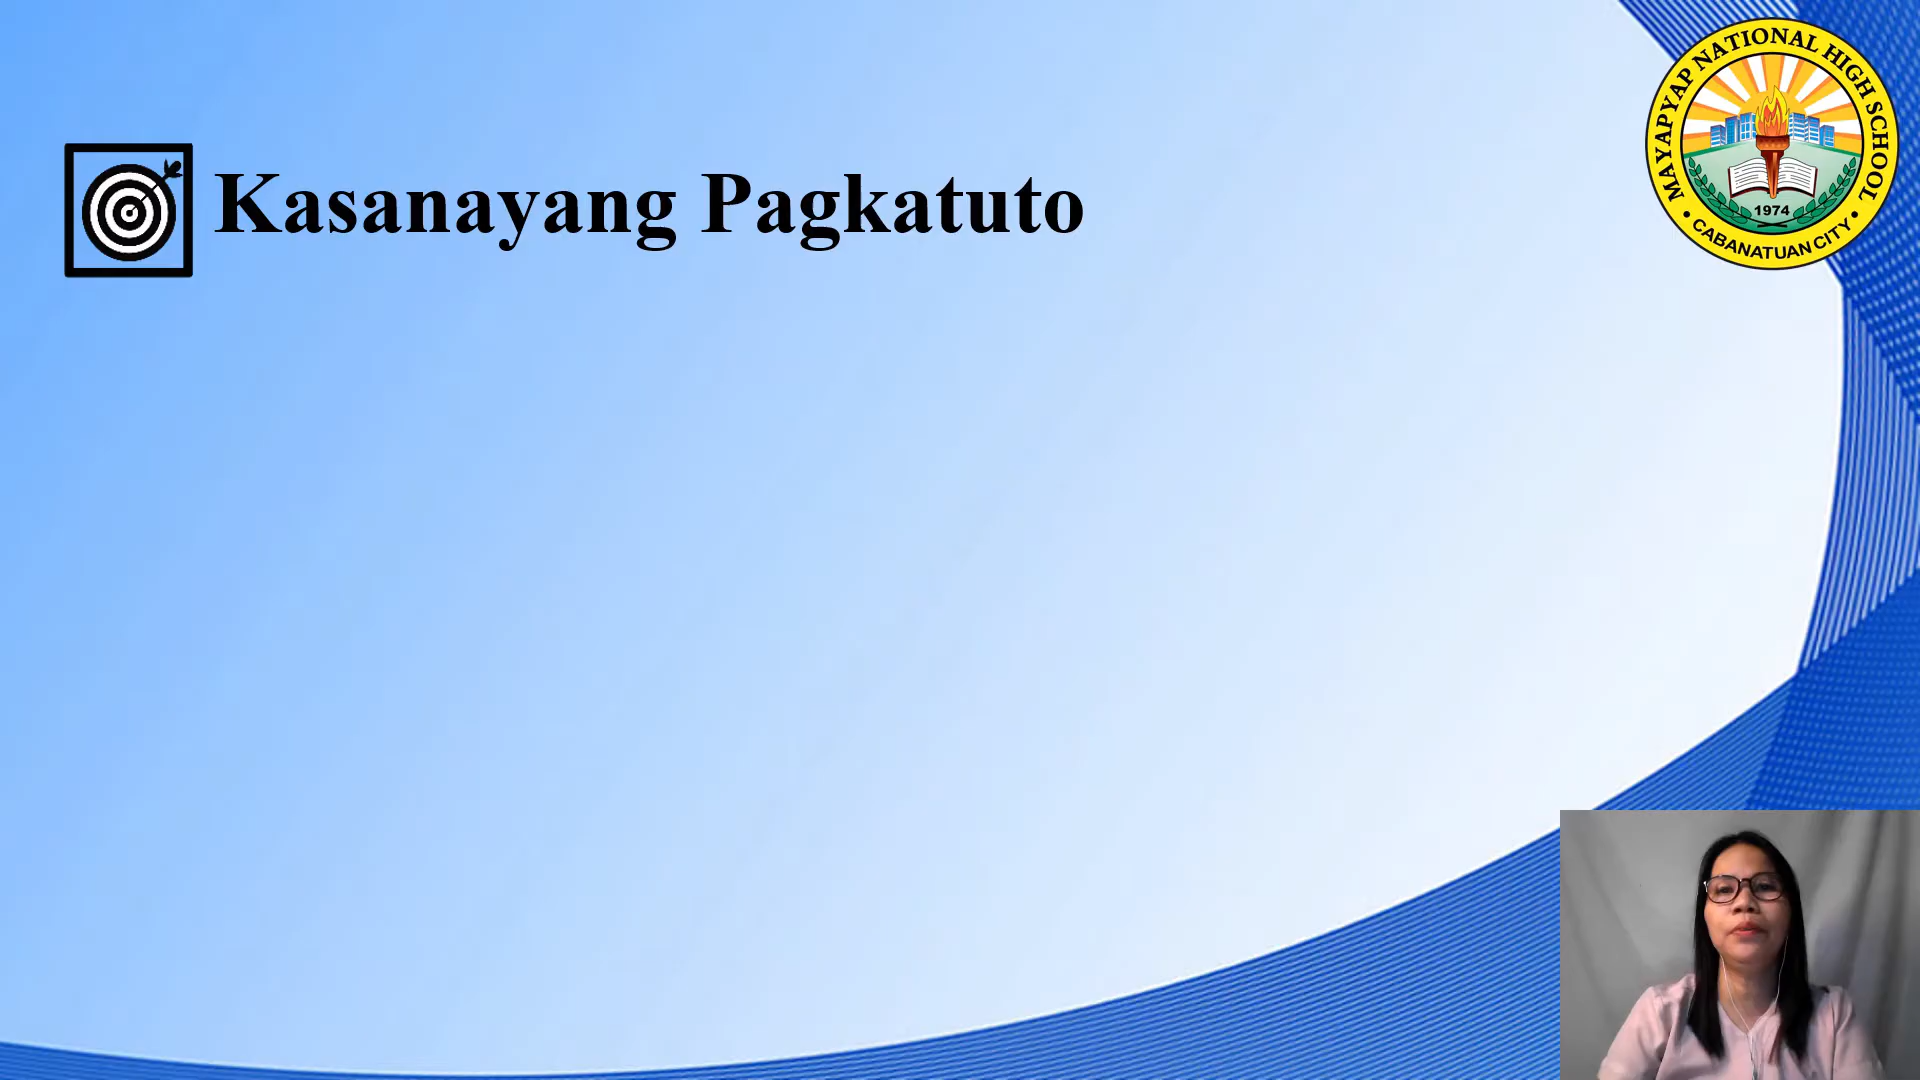 Kasanayang Pagkatuto
MAYAPYAP NATIONAL HIGH SCHOOL
1974
• CABANATUAN CITY •